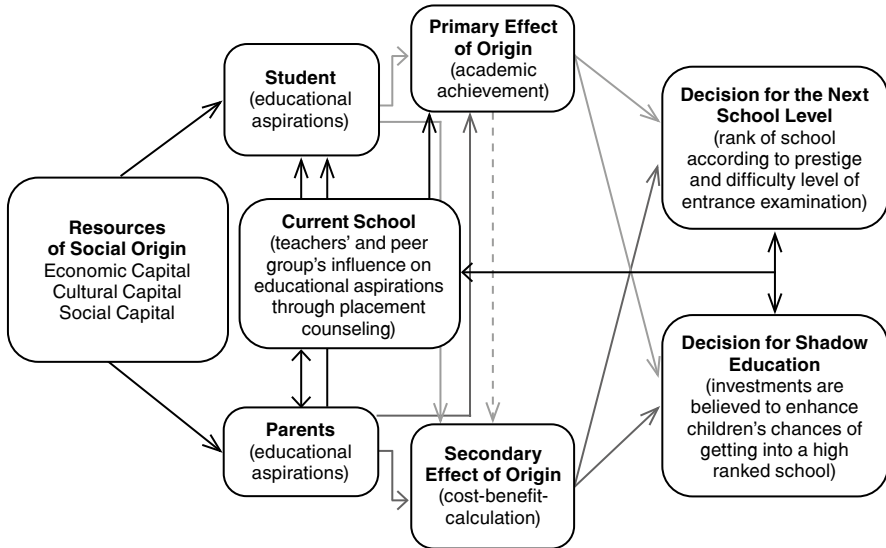 Primary Effect
of Origin
(academic
achievement)
Student
(educational
aspirations)
Decision for the Next
School Level
(rank of school
according to prestige
and difficulty level of
entrance examination)
Resources
of Social Origin
Economic Capital
Cultural Capital
Social Capital
Current School
(teachers’ and peer
group’s influence on
educational aspirations
through placement
counseling)
Decision for Shadow
Education
(investments are
believed to enhance
children’s chances of
getting into a high
ranked school)
Parents
(educational
aspirations)
Secondary
Effect of Origin
(cost-benefit-
calculation)